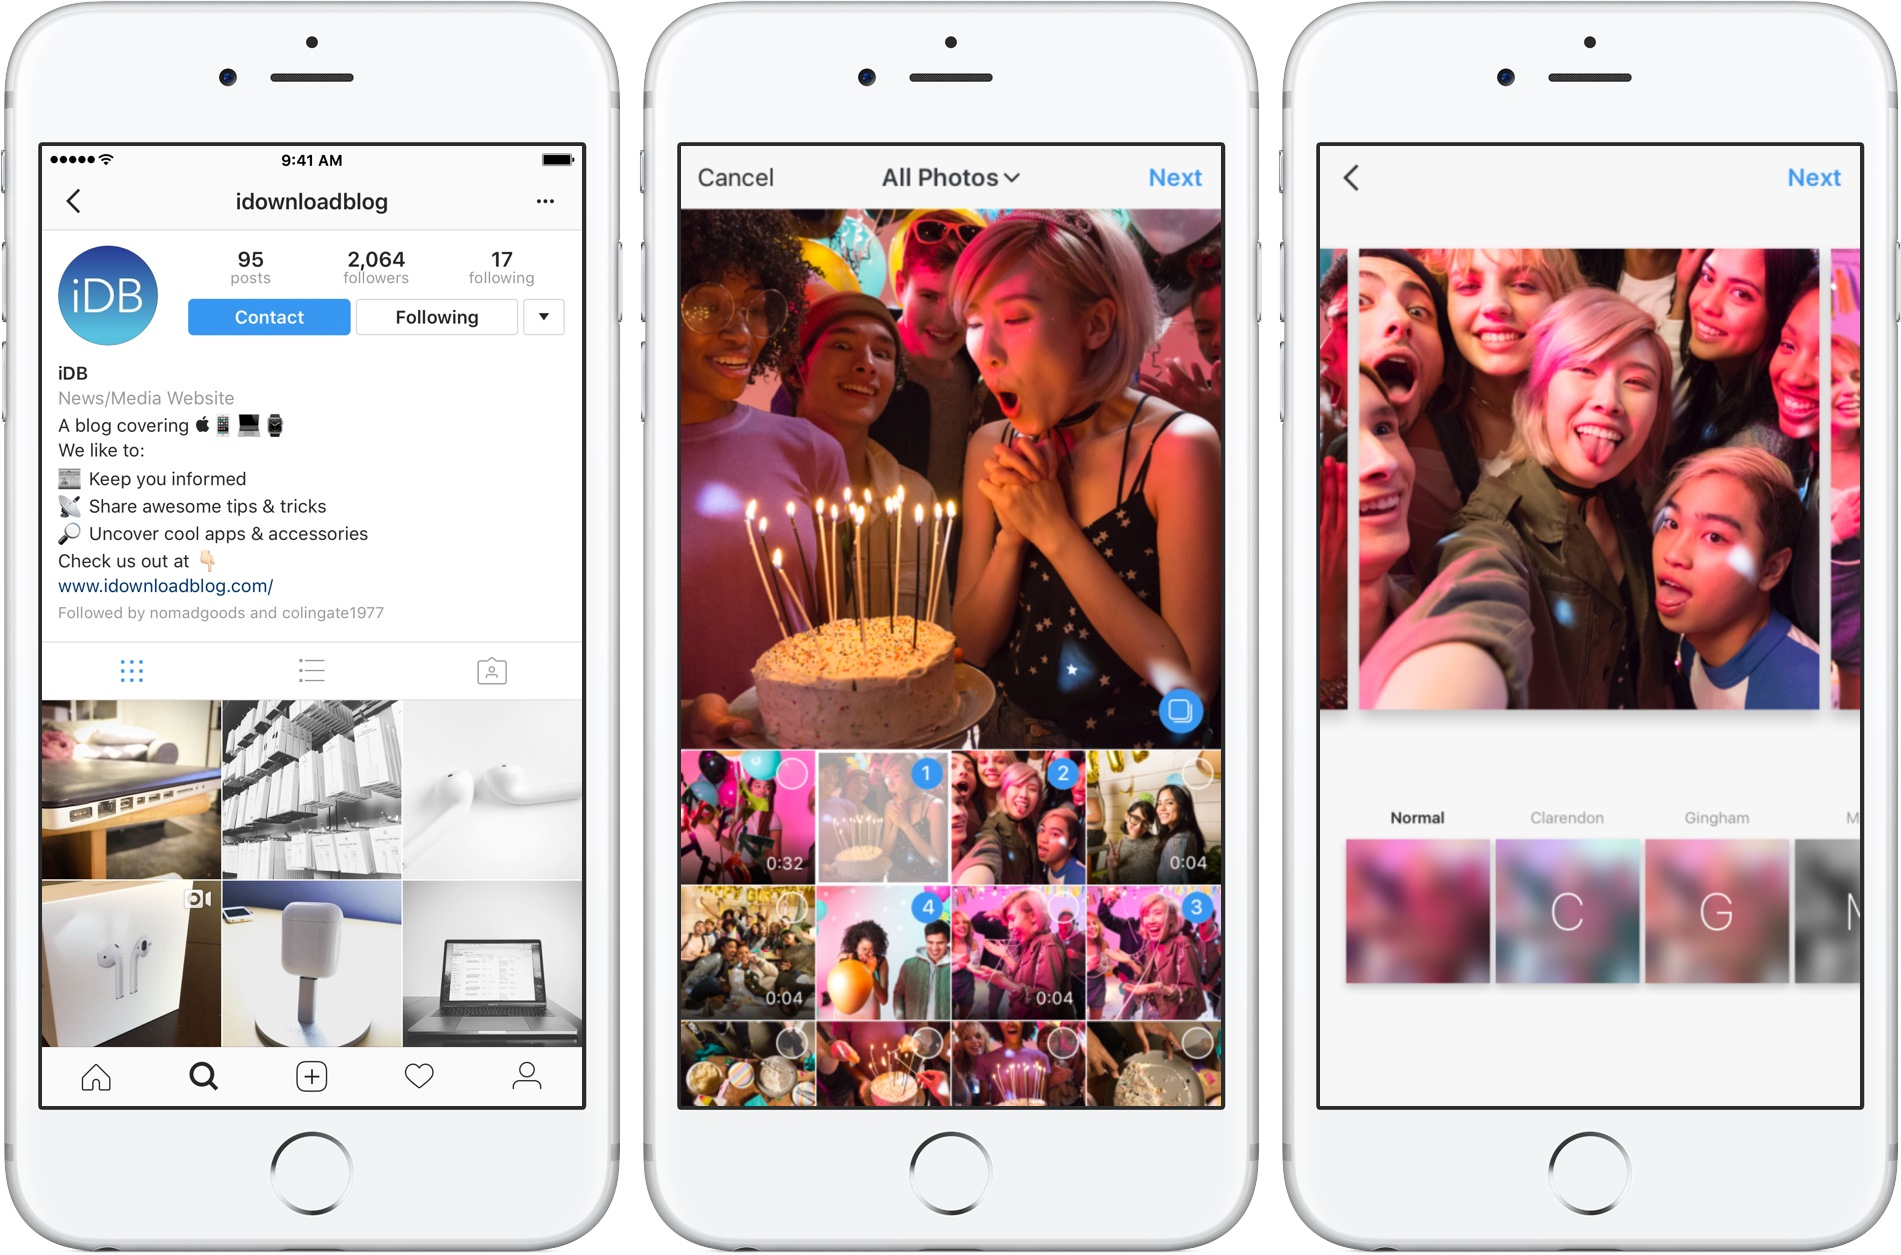 9:41 AM
idownloadblog
iDB
95
posts
2,064
followers
17
following
Contact
Following
iDB
News/Media Website
A blog covering
We like to:
Keep you informed
Share awesome tips & tricks
Uncover cool apps & accessories
Check us out at
www.idownloadblog.com/
Followed by nomadgoods and colingate1977
Cancel
All Photos
Next
0:32
1
2
0:04
0:04
4
0:04
3
Next
Normal
Clarendon
Gingham
M
C
G
M